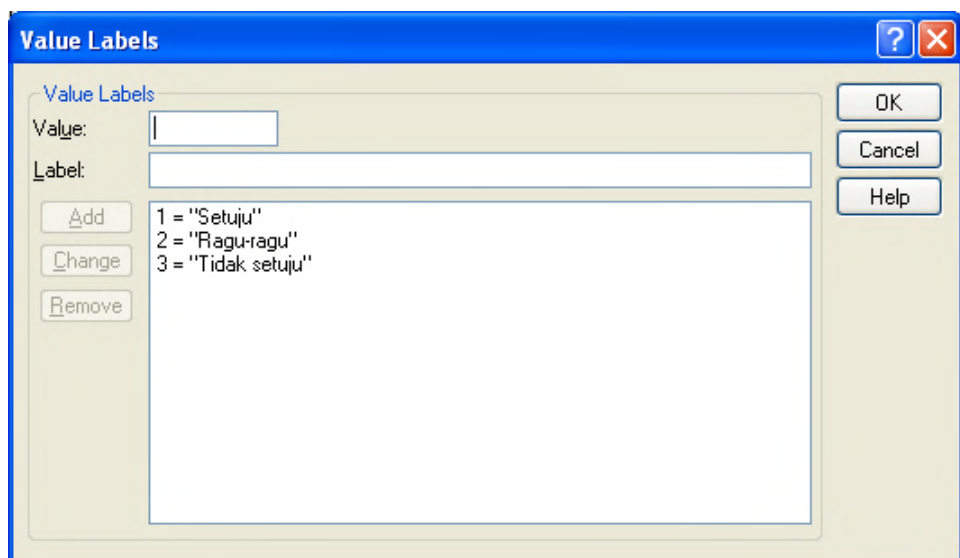 Value Labels
Value Labels
Value:
Label:
Add
Change
Remove
1 = "Setuju"
2 = "Ragu-ragu"
3 = "Tidak setuju"
OK
Cancel
Help